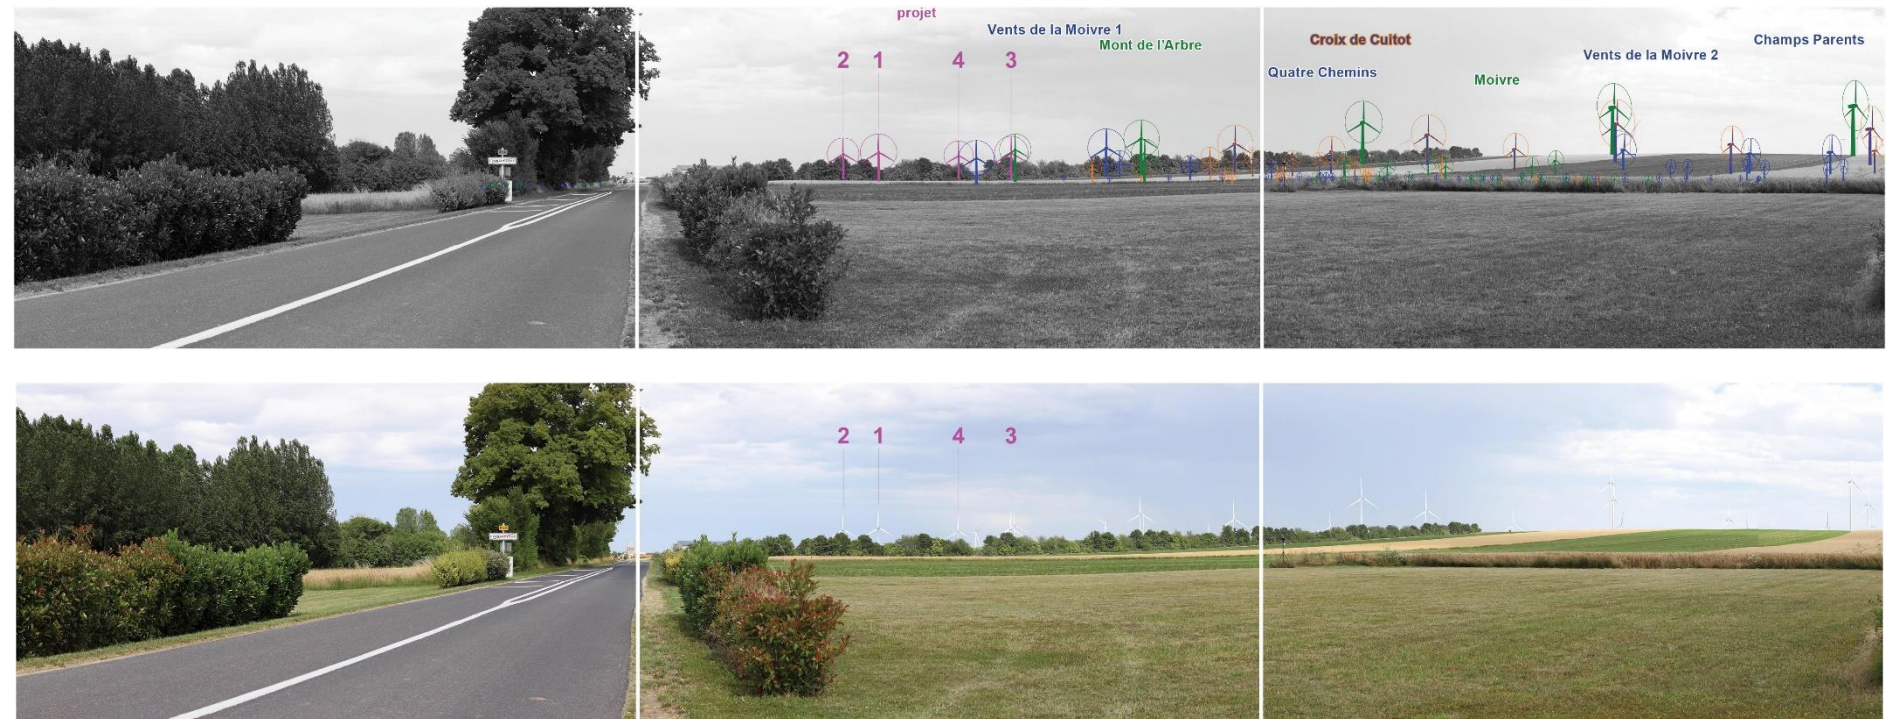 projet
Vents de la Moivre 1
Mont de l'Arbre
2 1 4 3
Croix de Cuitot
Quatre Chemins
Moivre
Vents de la Moivre 2
Champs Parents
2 1 4 3